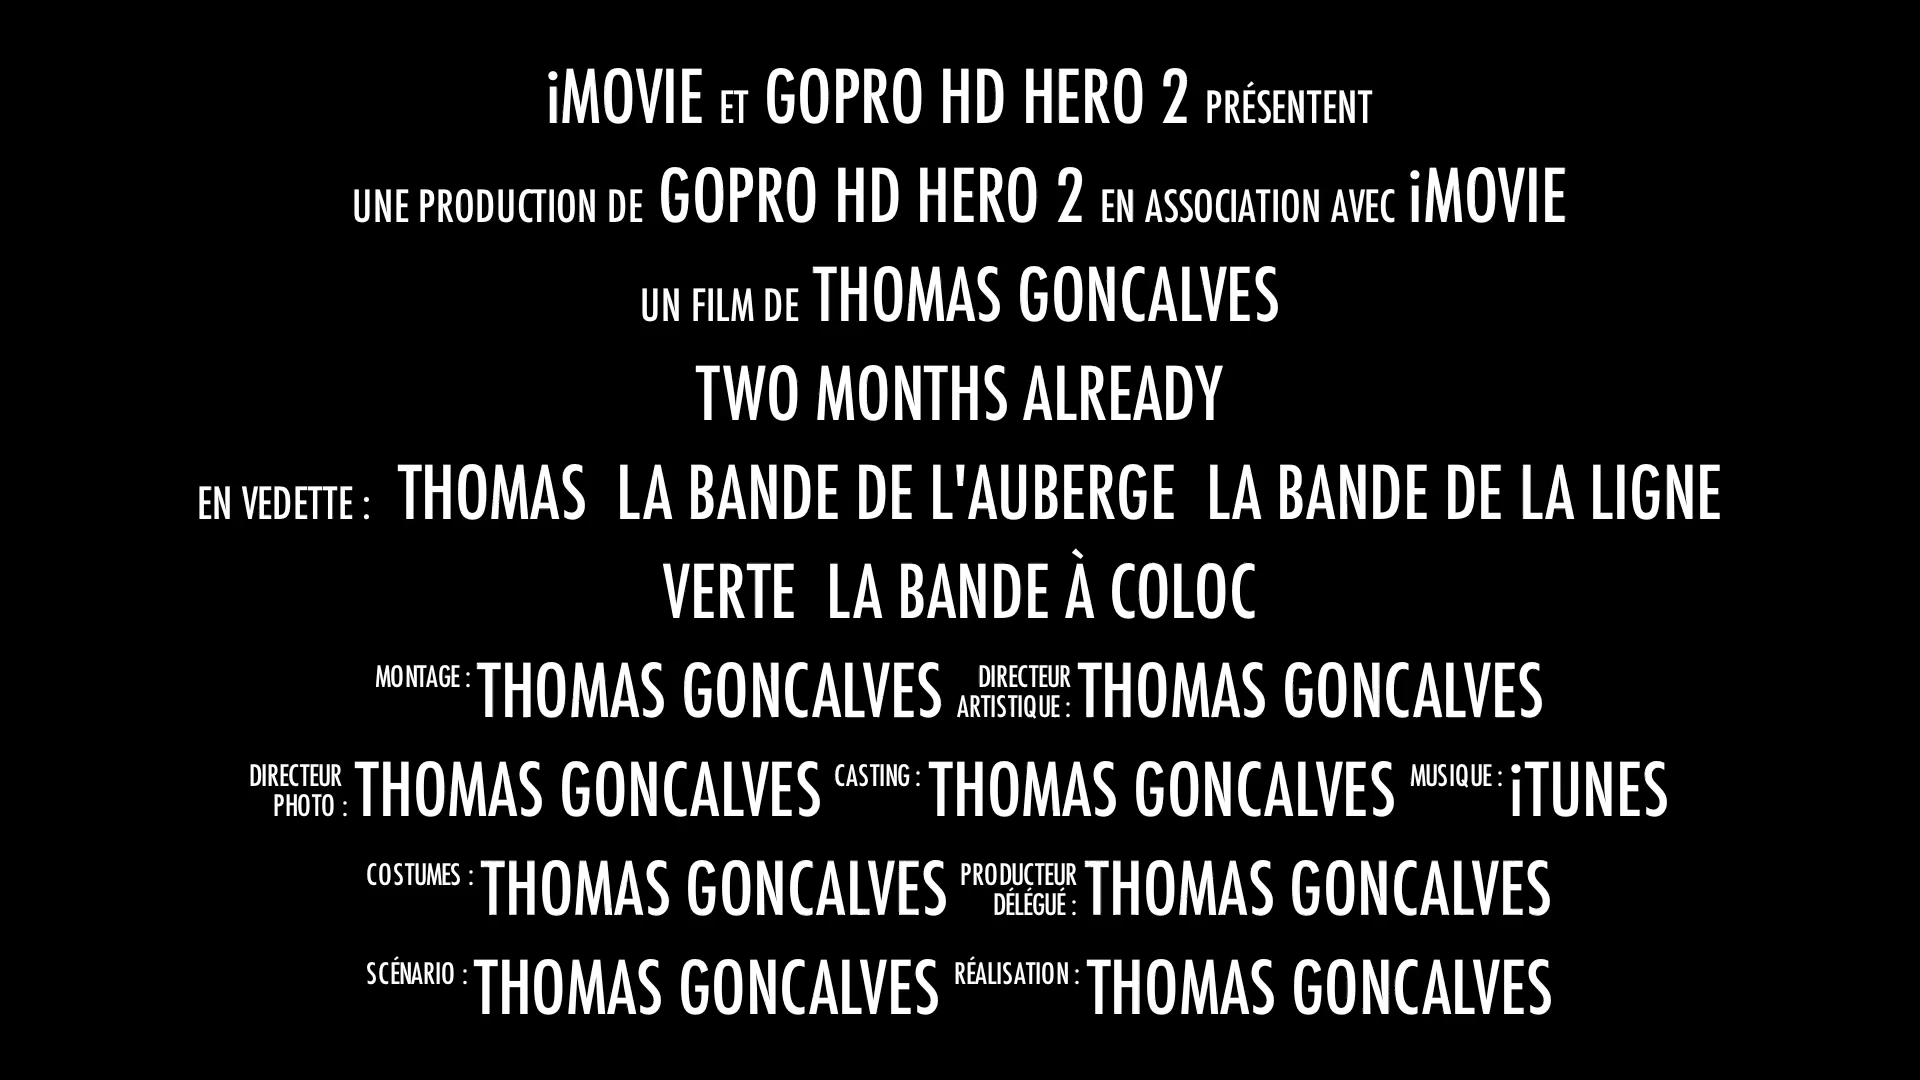 iMOVIE ET GOPRO HD HERO 2 PRÉSENTENT
UNE PRODUCTION DE GOPRO HD HERO 2 EN ASSOCIATION AVEC iMOVIE
UN FILM DE THOMAS GONCALVES
TWO MONTHS ALREADY
EN VEDETTE : THOMAS LA BANDE DE L'AUBERGE LA BANDE DE LA LIGNE
VERTE LA BANDE À COLOC
MONTAGE : THOMAS GONCALVES DIRECTEUR ARTISTIQUE : THOMAS GONCALVES
DIRECTEUR PHOTO : THOMAS GONCALVES CASTING : THOMAS GONCALVES MUSIQUE : iTUNES
COSTUMES : THOMAS GONCALVES PRODUCTEUR DÉLÉGUÉ : THOMAS GONCALVES
SCÉNARIO : THOMAS GONCALVES RÉALISATION : THOMAS GONCALVES